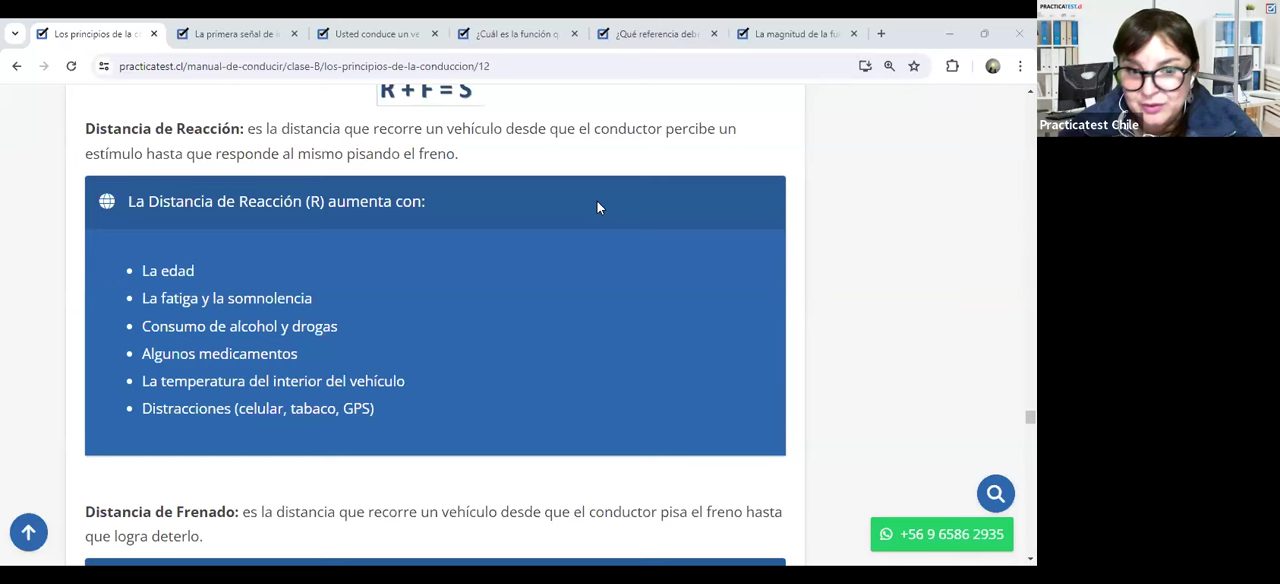 Los principios de la c
La primera señal de i
Usted conduce un ve
¿Cuál es la función q
¿Qué referencia deb
La magnitud de la fu
practicatest.cl/manual-de-conducir/clase-B/los-principios-de-la-conduccion/12
PRACTICATEST.cl
Practicatest Chile
R + F = S
Distancia de Reacción: es la distancia que recorre un vehículo desde que el conductor percibe un
estímulo hasta que responde al mismo pisando el freno.
La Distancia de Reacción (R) aumenta con:
• La edad
• La fatiga y la somnolencia
• Consumo de alcohol y drogas
• Algunos medicamentos
• La temperatura del interior del vehículo
• Distracciones (celular, tabaco, GPS)
Distancia de Frenado: es la distancia que recorre un vehículo desde que el conductor pisa el freno hasta
que logra deterlo.
+56 9 6586 2935